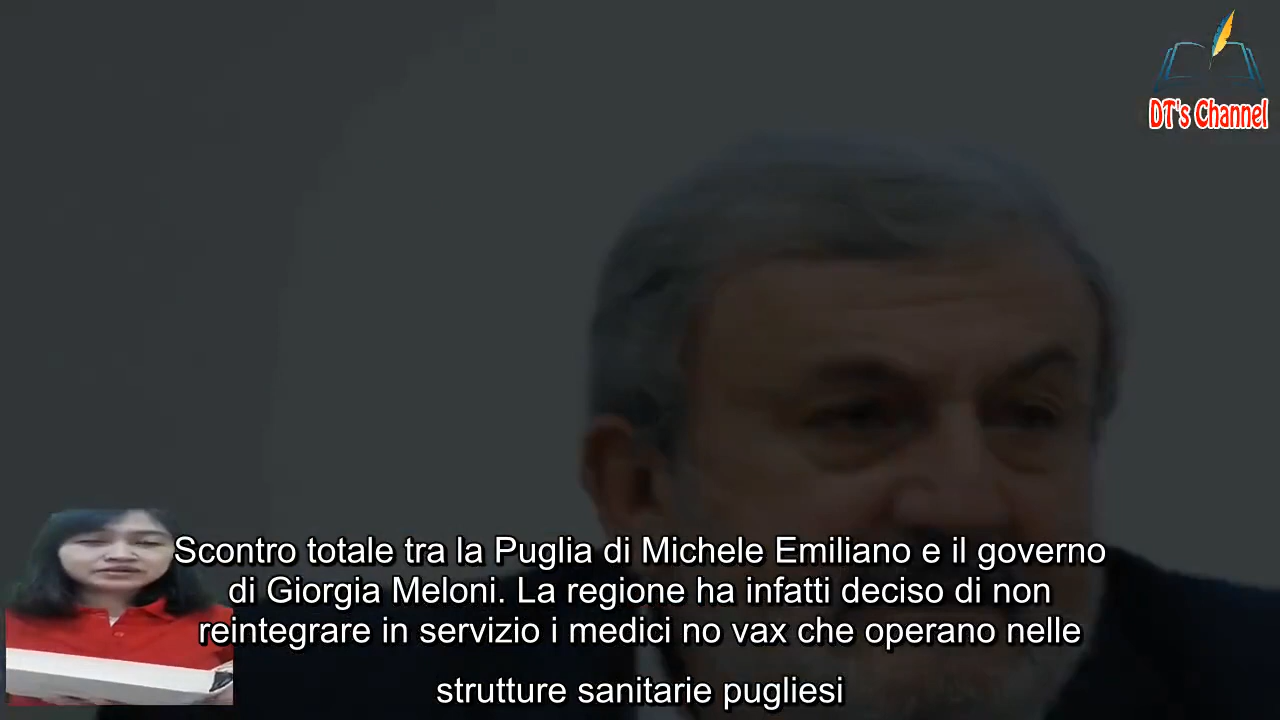 DT's Channel
Scontro totale tra la Puglia di Michele Emiliano e il governo
di Giorgia Meloni. La regione ha infatti deciso di non
reintegrare in servizio i medici no vax che operano nelle
strutture sanitarie pugliesi